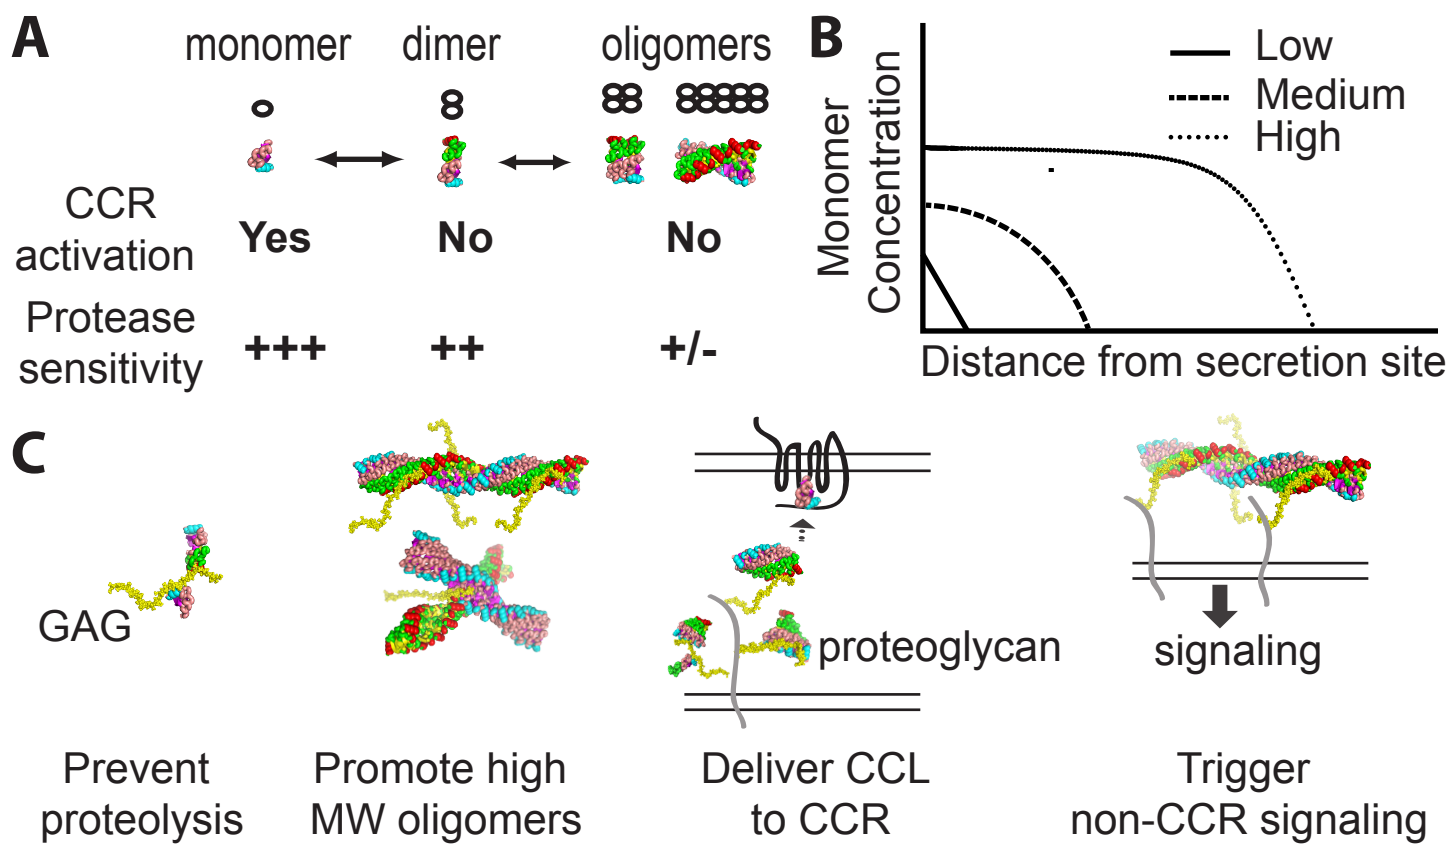 A
monomer dimer oligomers
CCR
activation
Yes No No
Protease
sensitivity
+++ ++ +/-
B
Low
Medium
High
Monomer
Concentration
Distance from secretion site
C
GAG
proteoglycan
signaling
Prevent
proteolysis
Promote high
MW oligomers
Deliver CCL
to CCR
Trigger
non-CCR signaling